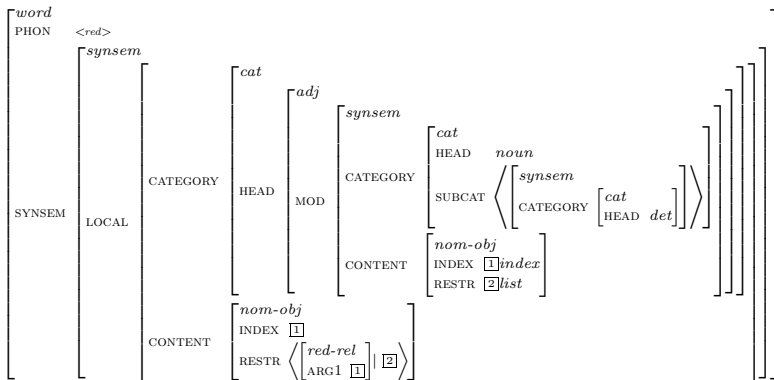 word
PHON <red>
synsem
cat
adj
synsem
cat
HEAD noun
synsem
CATEGORY
SUBCAT
CATEGORY
cat
HEAD
MOD
CATEGORY
HEAD det
SYNSEM
LOCAL
nom-obj
CONTENT INDEX 1 index
RESTR 2 list
nom-obj
INDEX 1
CONTENT
red-rel
RESTR | 2
ARG1 1